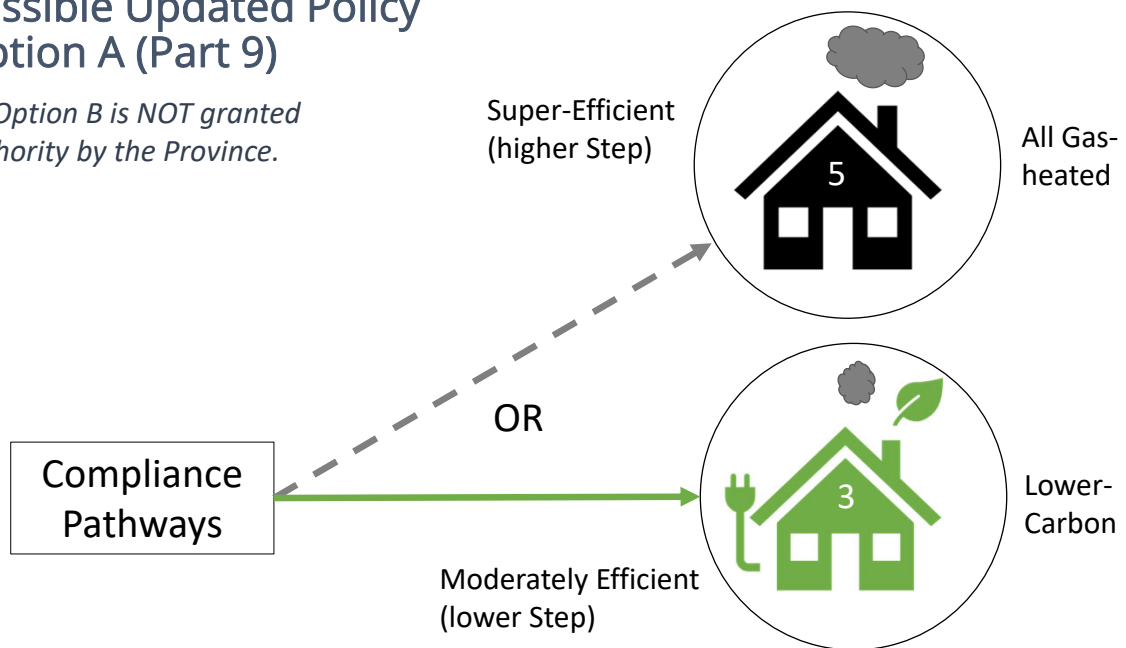 ssible Updated Policy
ption A (Part 9)
Option B is NOT granted
hority by the Province.
Super-Efficient
(higher Step)
5
All Gas-
heated
OR
Compliance
Pathways
3
Lower-
Carbon
Moderately Efficient
(lower Step)